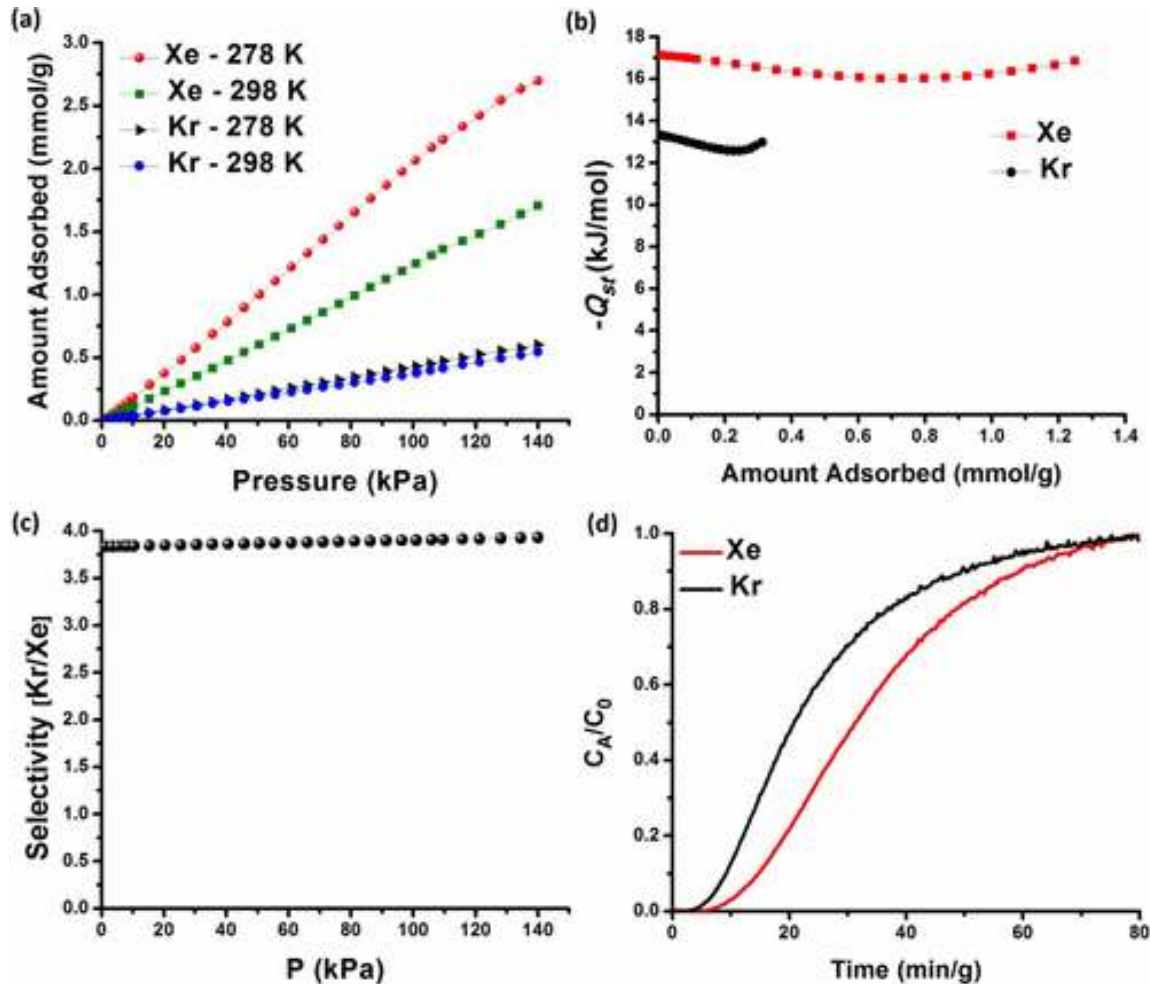 (a)
3.0
2.5
2.0
1.5
1.0
0.5
0.0
Amount Adsorbed (mmol/g)
Xe - 278 K
Xe - 298 K
Kr - 278 K
Kr - 298 K
0 20 40 60 80 100 120 140
Pressure (kPa)
(b)
18
16
14
12
10
8
6
4
2
0
-Qst(kJ/mol)
Xe
Kr
0.0 0.2 0.4 0.6 0.8 1.0 1.2 1.4
Amount Adsorbed (mmol/g)
(c)
4.0
3.5
3.0
2.5
2.0
1.5
1.0
0.5
0.0
Selectivity [Kr/Xe]
0 20 40 60 80 100 120 140
P (kPa)
(d)
1.0
0.8
0.6
0.4
0.2
0.0
CA/C0
Xe
Kr
0 20 40 60 80
Time (min/g)